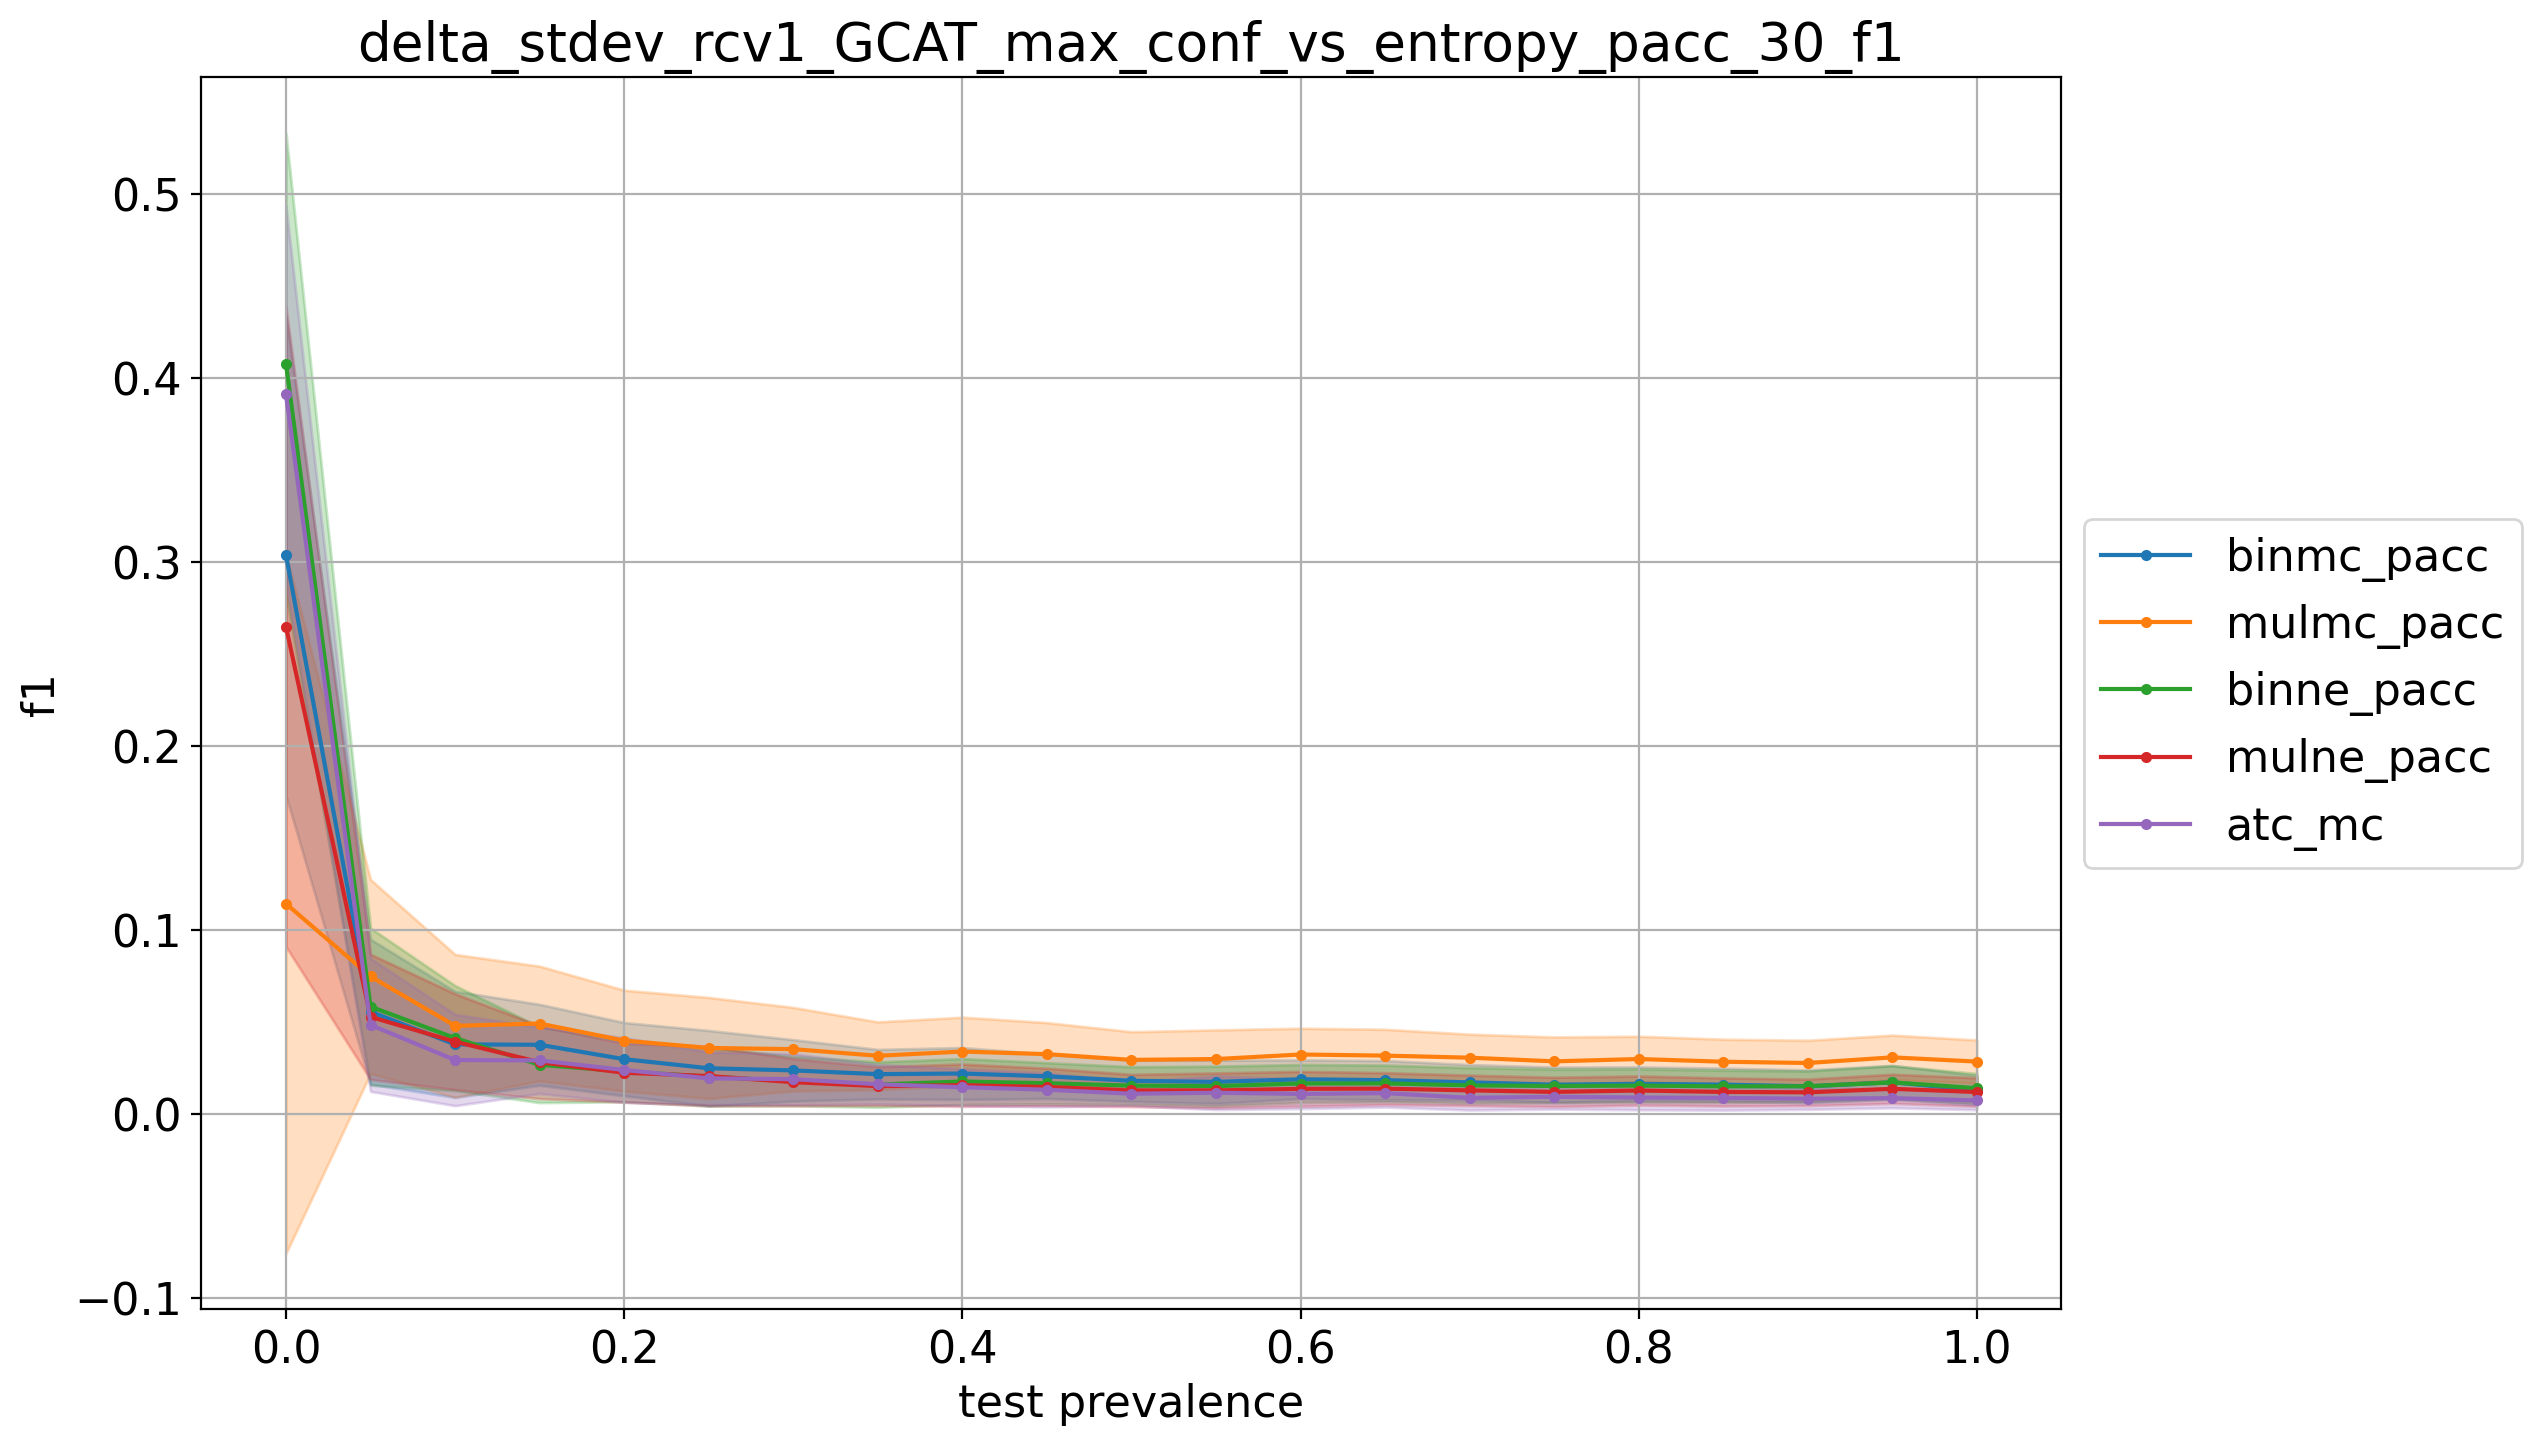 delta_stdev_rcv1_GCAT_max_conf_vs_entropy_pacc_30_f1
0.5
0.4
0.3
0.2
0.1
0.0
−0.1
f1
0.0 0.2 0.4 0.6 0.8 1.0
test prevalence
binmc_pacc
mulmc_pacc
binne_pacc
mulne_pacc
atc_mc